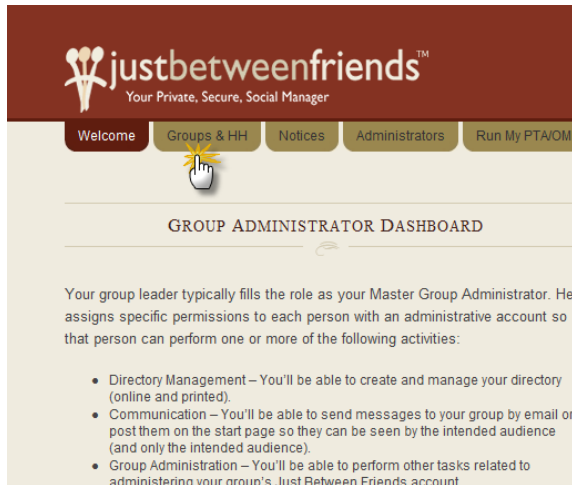 justbetweenfriends™
Your Private, Secure, Social Manager
Welcome Groups & HH Notices Administrators Run My PTA/OM
GROUP ADMINISTRATOR DASHBOARD
Your group leader typically fills the role as your Master Group Administrator. He
assigns specific permissions to each person with an administrative account so
that person can perform one or more of the following activities:
● Directory Management – You'll be able to create and manage your directory
(online and printed).
● Communication – You'll be able to send messages to your group by email or
post them on the start page so they can be seen by the intended audience
(and only the intended audience).
● Group Administration – You'll be able to perform other tasks related to
administering your group's Just Between Friends account.